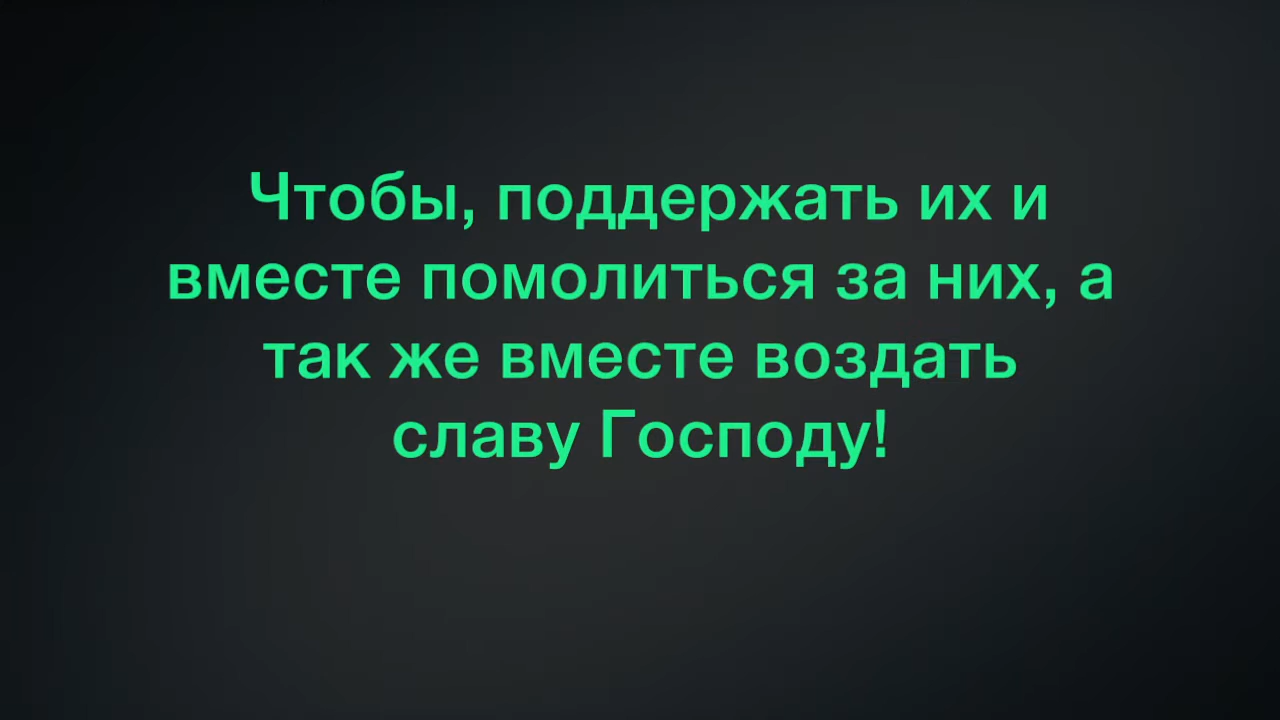 Чтобы, поддержать их и
вместе помолиться за них, а
так же вместе воздать
славу Господу!